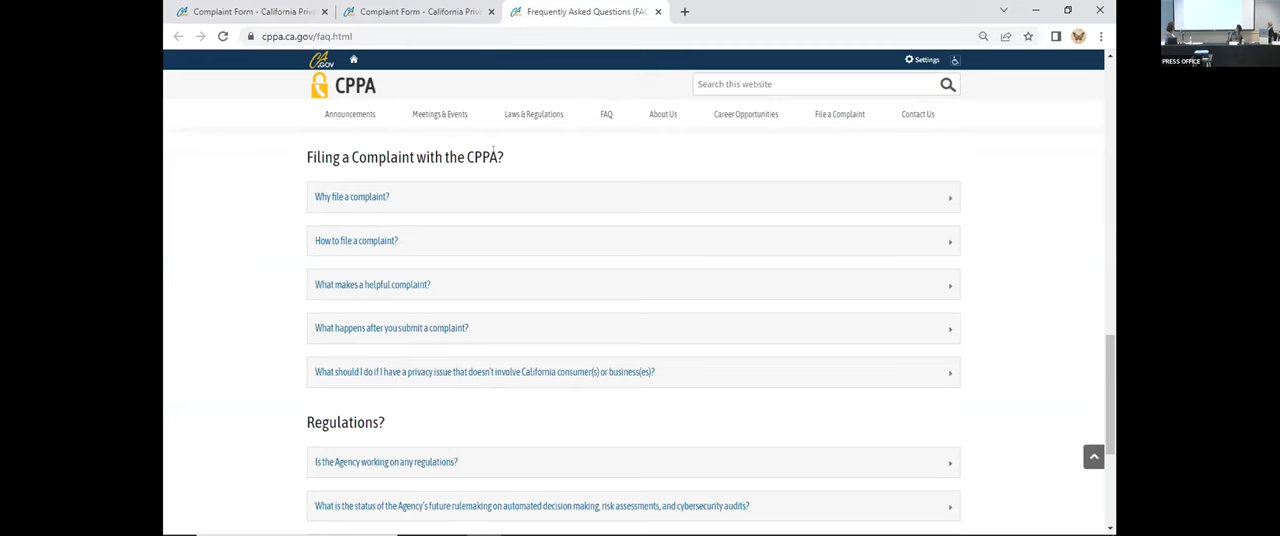 Complaint Form - California Priva
Complaint Form - California Priva
Frequently Asked Questions (FAC
cppa.ca.gov/faq.html
CA.GOV
Settings
CPPA
Search this website
Announcements
Meetings & Events
Laws & Regulations
FAQ
About Us
Career Opportunities
File a Complaint
Contact Us
PRESS OFFICE
Filing a Complaint with the CPPA?
Why file a complaint?
How to file a complaint?
What makes a helpful complaint?
What happens after you submit a complaint?
What should I do if I have a privacy issue that doesn't involve California consumer(s) or business(es)?
Regulations?
Is the Agency working on any regulations?
What is the status of the Agency's future rulemaking on automated decision making, risk assessments, and cybersecurity audits?